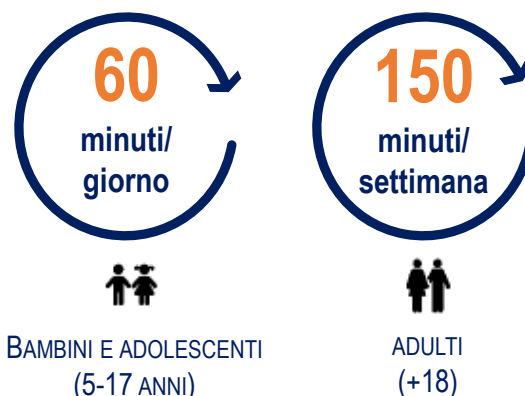 60
minuti/
giorno
BAMBINI E ADOLESCENTI
(5-17 ANNI)
150
minuti/
settimana
ADULTI
(+18)